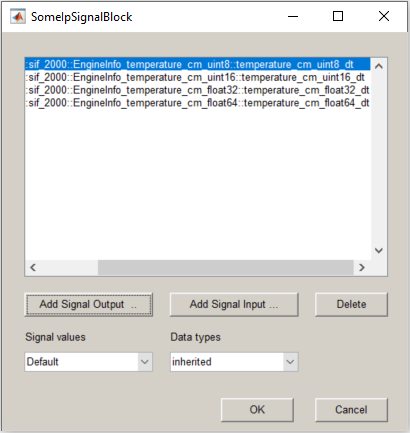 SomeIpSignalBlock
:sif_2000::EngineInfo_temperature_cm_uint8::temperature_cm_uint8_dt
:sif_2000::EngineInfo_temperature_cm_uint16::temperature_cm_uint16_dt
:sif_2000::EngineInfo_temperature_cm_float32::temperature_cm_float32_dt
:sif_2000::EngineInfo_temperature_cm_float64::temperature_cm_float64_dt
Add Signal Output ..
Add Signal Input ...
Delete
Signal values
Data types
Default
inherited
OK
Cancel